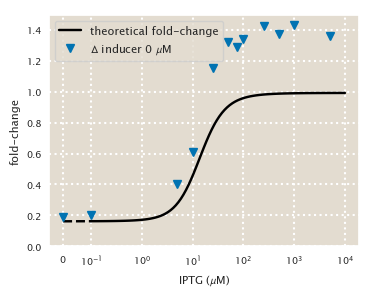 theoretical fold-change
Δ inducer 0 μM
fold-change
1.4
1.2
1.0
0.8
0.6
0.4
0.2
0.0
0 10⁻¹ 10⁰ 10¹ 10² 10³ 10⁴
IPTG (μM)